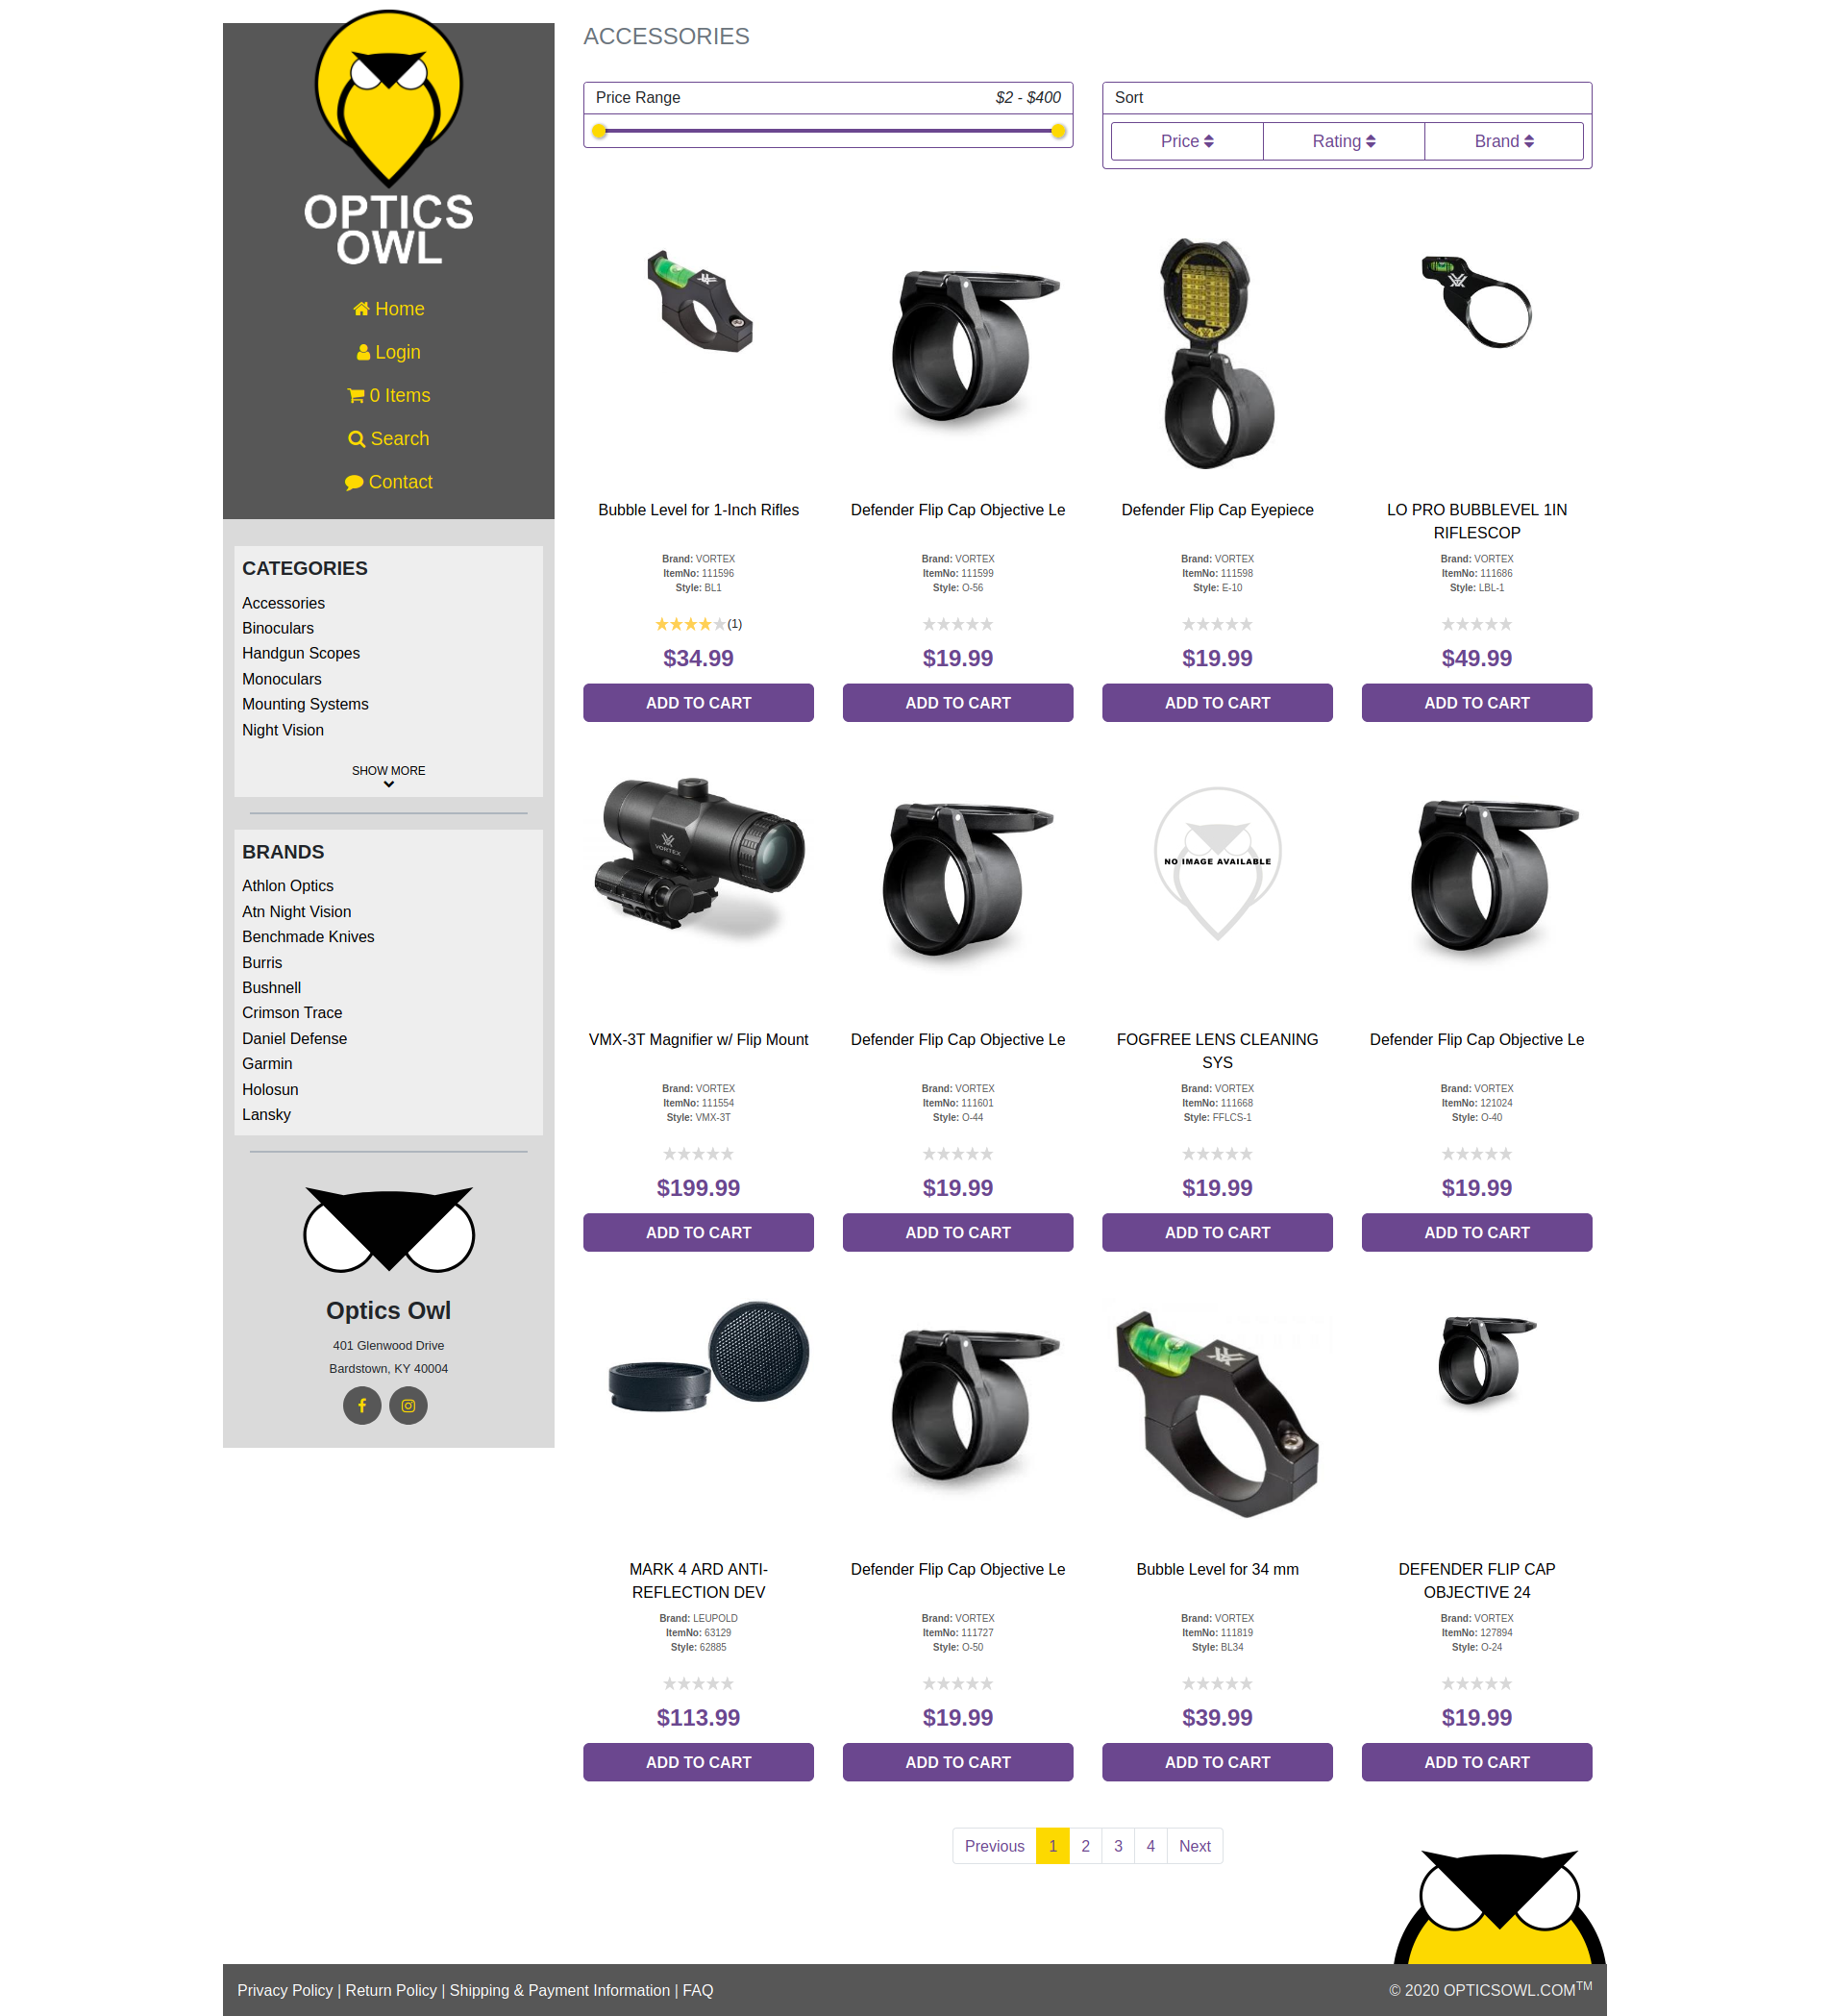 OPTICS
OWL
Home
Login
0 Items
Search
Contact
CATEGORIES
Accessories
Binoculars
Handgun Scopes
Monoculars
Mounting Systems
Night Vision
SHOW MORE
BRANDS
Athlon Optics
Atn Night Vision
Benchmade Knives
Burris
Bushnell
Crimson Trace
Daniel Defense
Garmin
Holosun
Lansky
Optics Owl
401 Glenwood Drive
Bardstown, KY 40004
ACCESSORIES
Price Range $2 - $400
Sort
Price Rating Brand
Bubble Level for 1-Inch Rifles
Brand: VORTEX
ItemNo: 111596
Style: BL1
(1)
$34.99
ADD TO CART
Defender Flip Cap Objective Le
Brand: VORTEX
ItemNo: 111599
Style: O-56
$19.99
ADD TO CART
Defender Flip Cap Eyepiece
Brand: VORTEX
ItemNo: 111598
Style: E-10
$19.99
ADD TO CART
LO PRO BUBBLEVEL 1IN
RIFLESCOP
Brand: VORTEX
ItemNo: 111686
Style: LBL-1
$49.99
ADD TO CART
VORTEX
VMX-3T Magnifier w/ Flip Mount
Brand: VORTEX
ItemNo: 111554
Style: VMX-3T
$199.99
ADD TO CART
Defender Flip Cap Objective Le
Brand: VORTEX
ItemNo: 111601
Style: O-44
$19.99
ADD TO CART
NO IMAGE AVAILABLE
FOGFREE LENS CLEANING
SYS
Brand: VORTEX
ItemNo: 111668
Style: FFLCS-1
$19.99
ADD TO CART
Defender Flip Cap Objective Le
Brand: VORTEX
ItemNo: 121024
Style: O-40
$19.99
ADD TO CART
MARK 4 ARD ANTI-
REFLECTION DEV
Brand: LEUPOLD
ItemNo: 63129
Style: 62885
$113.99
ADD TO CART
Defender Flip Cap Objective Le
Brand: VORTEX
ItemNo: 111727
Style: O-50
$19.99
ADD TO CART
Bubble Level for 34 mm
Brand: VORTEX
ItemNo: 111819
Style: BL34
$39.99
ADD TO CART
DEFENDER FLIP CAP
OBJECTIVE 24
Brand: VORTEX
ItemNo: 127894
Style: O-24
$19.99
ADD TO CART
Previous 1 2 3 4 Next
Privacy Policy | Return Policy | Shipping & Payment Information | FAQ
© 2020 OPTICSOWL.COM™